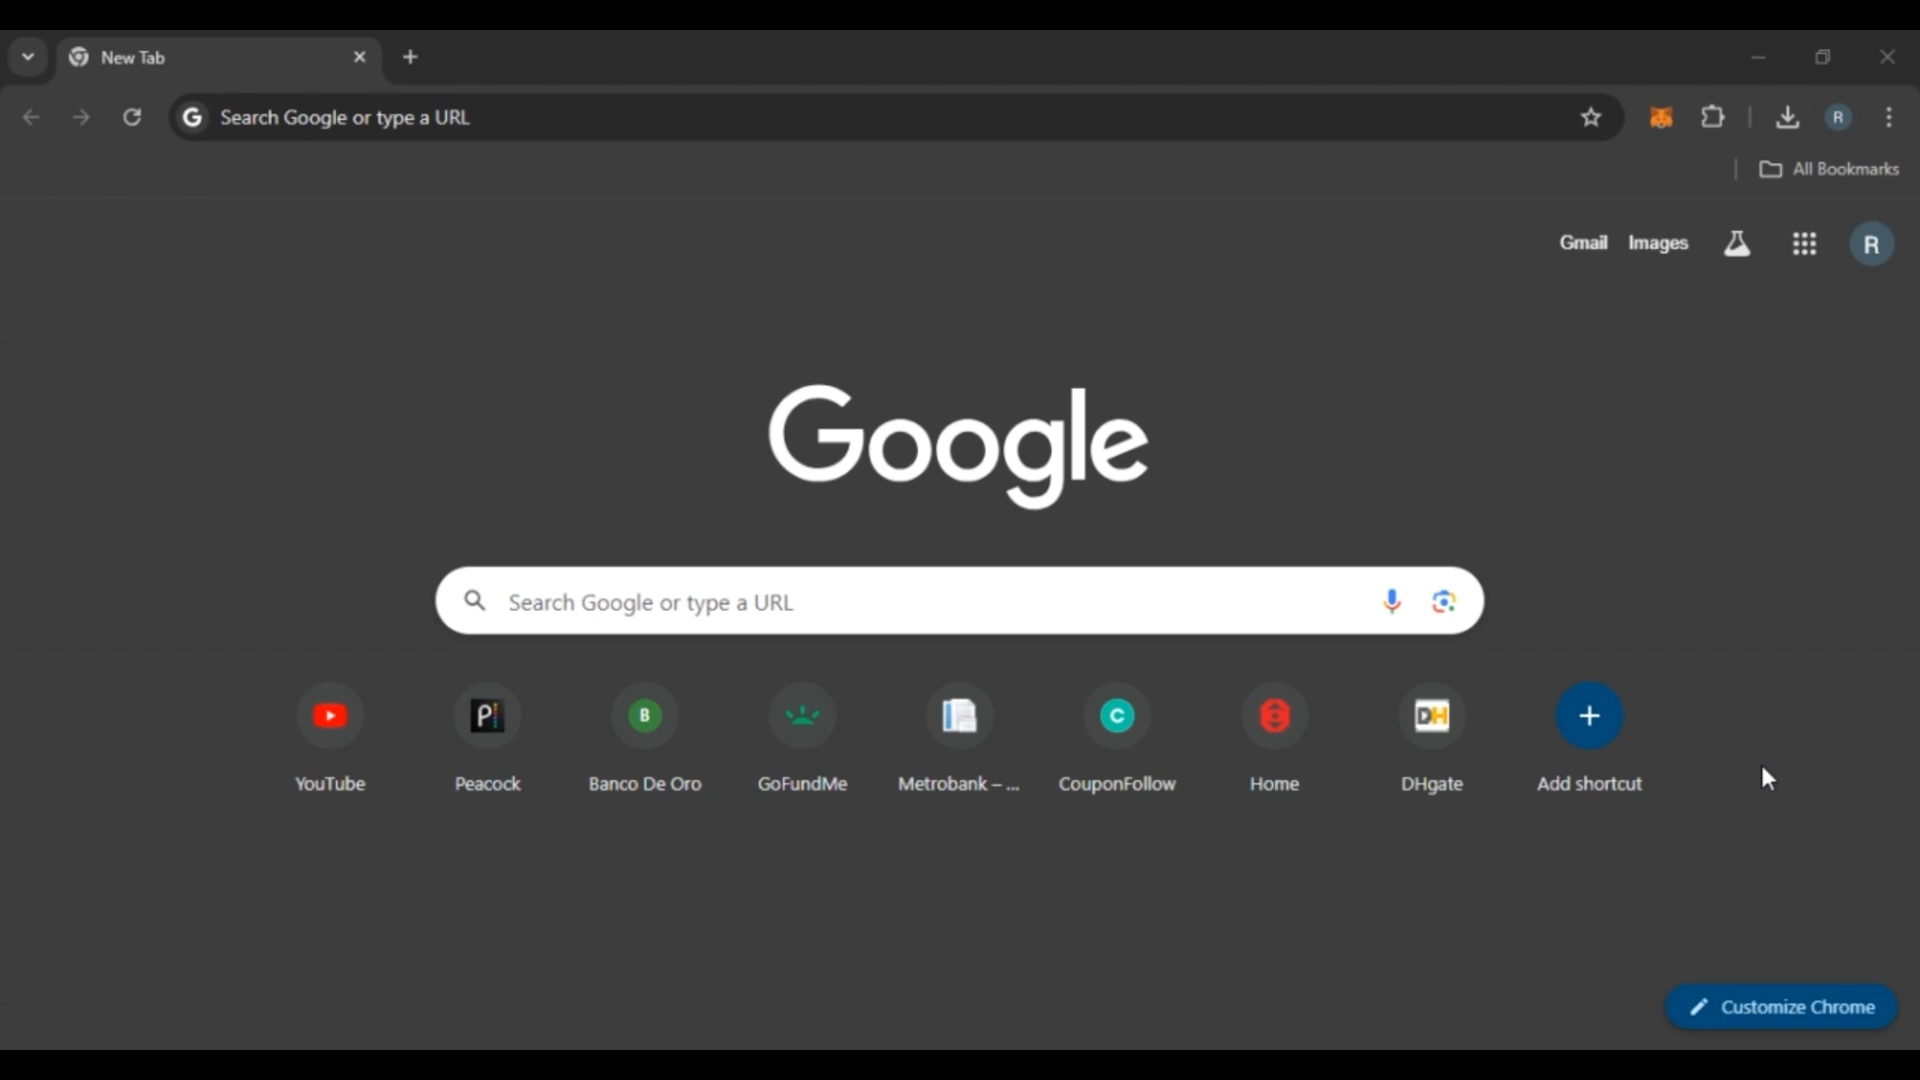 New Tab
Search Google or type a URL
R
All Bookmarks
Gmail Images
R
Google
Search Google or type a URL
B
C
DH
YouTube Peacock Banco De Oro GoFundMe Metrobank – ... CouponFollow Home DHgate Add shortcut
Customize Chrome